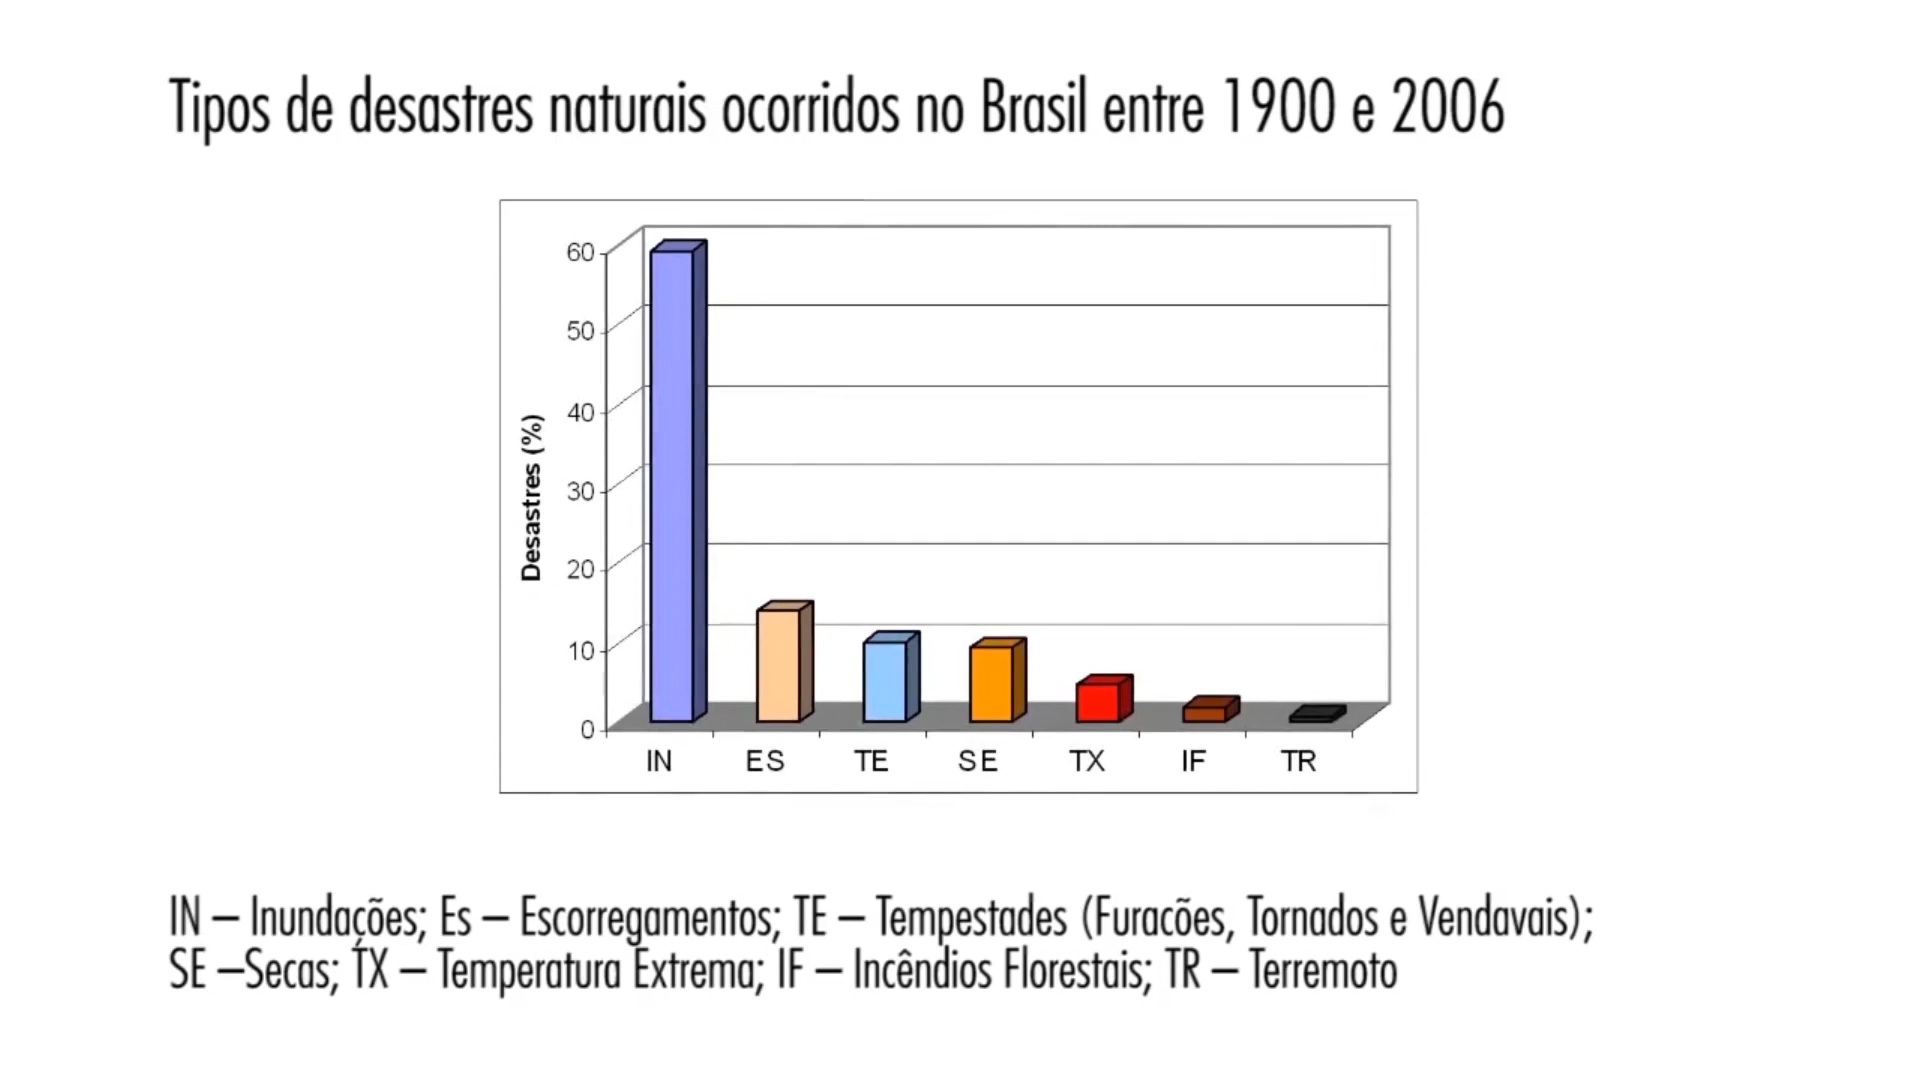 Tipos de desastres naturais ocorridos no Brasil entre 1900 e 2006
60
50
40
30
20
10
0
Desastres (%)
IN ES TE SE TX IF TR
IN – Inundações; Es – Escorregamentos; TE – Tempestades (Furacões, Tornados e Vendavais);
SE –Secas; TX – Temperatura Extrema; IF – Incêndios Florestais; TR – Terremoto